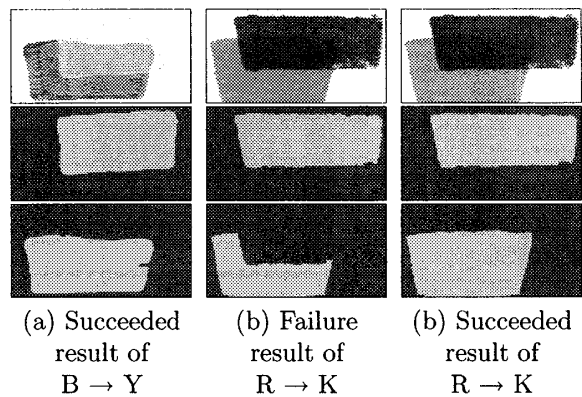 (a) Succeeded result of B → Y
(b) Failure result of R → K
(b) Succeeded result of R → K